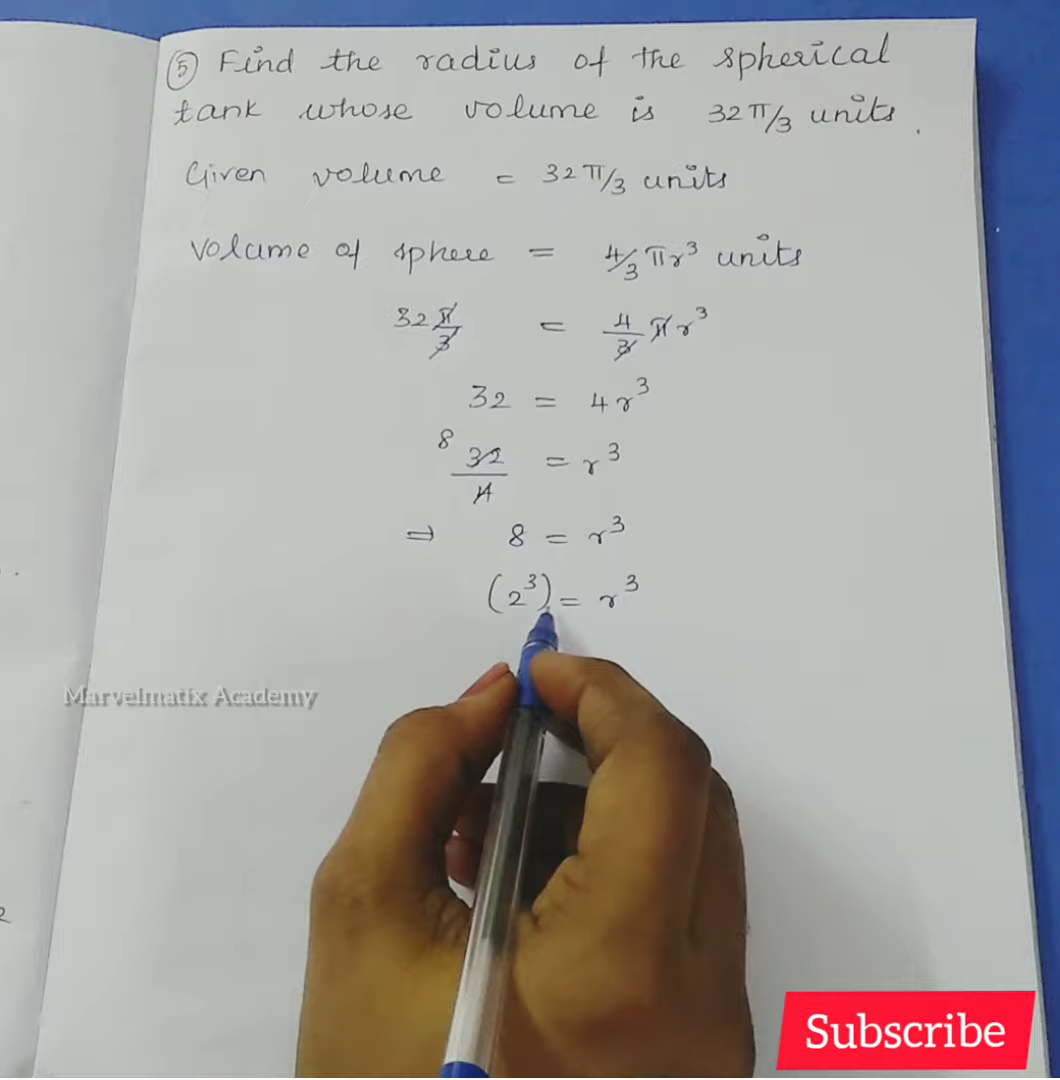 ⑤ Find the radius of the spherical
tank whose volume is 32π/3 units.
Given volume = 32π/3 units
Volume of sphere = 4/3 πr³ units
32 π/3 = 4/3 πr³
32 = 4r³
8 32/4 = r³
⇒ 8 = r³
(2³) = r³
Marvelmatix Academy
Subscribe